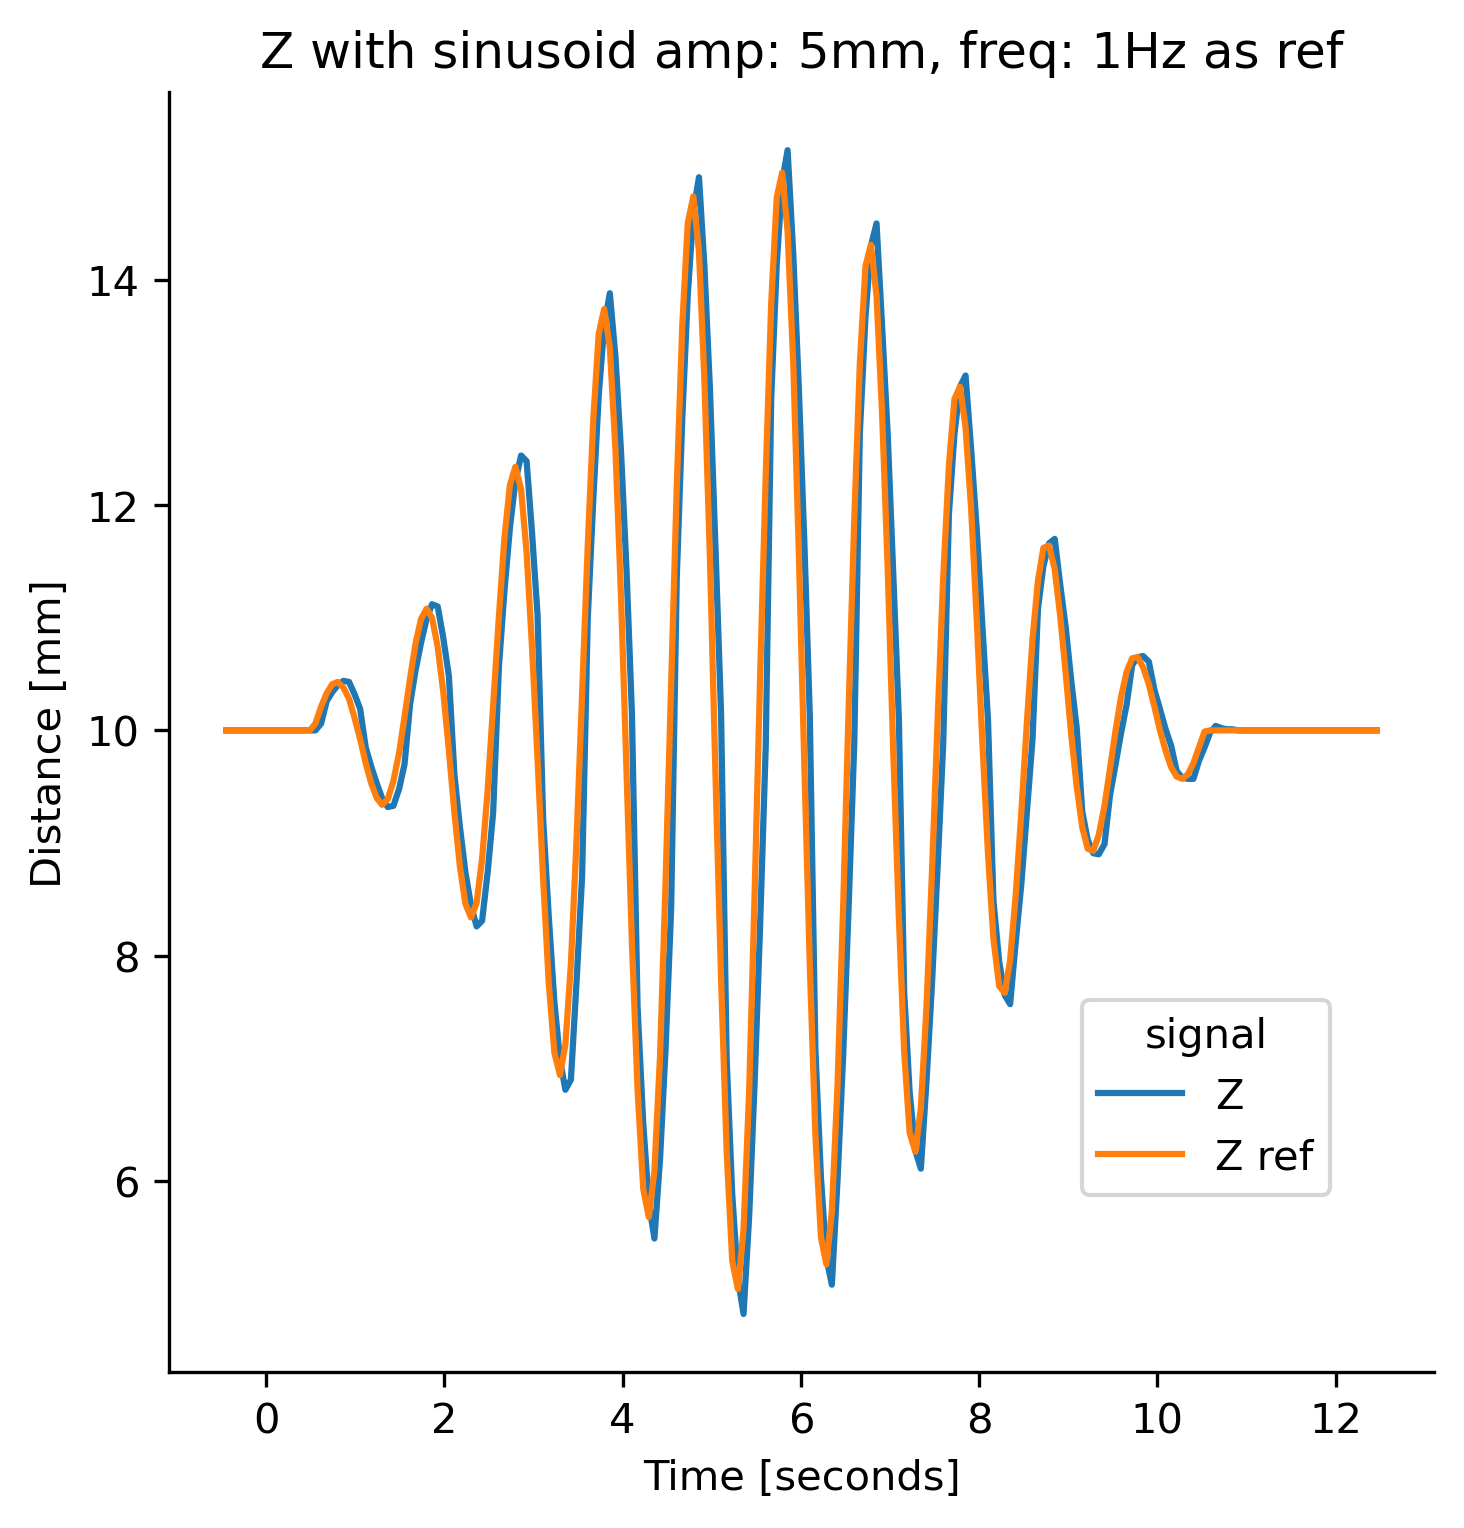 Z with sinusoid amp: 5mm, freq: 1Hz as ref
14
12
10
8
6
Distance [mm]
signal
Z
Z ref
0 2 4 6 8 10 12
Time [seconds]